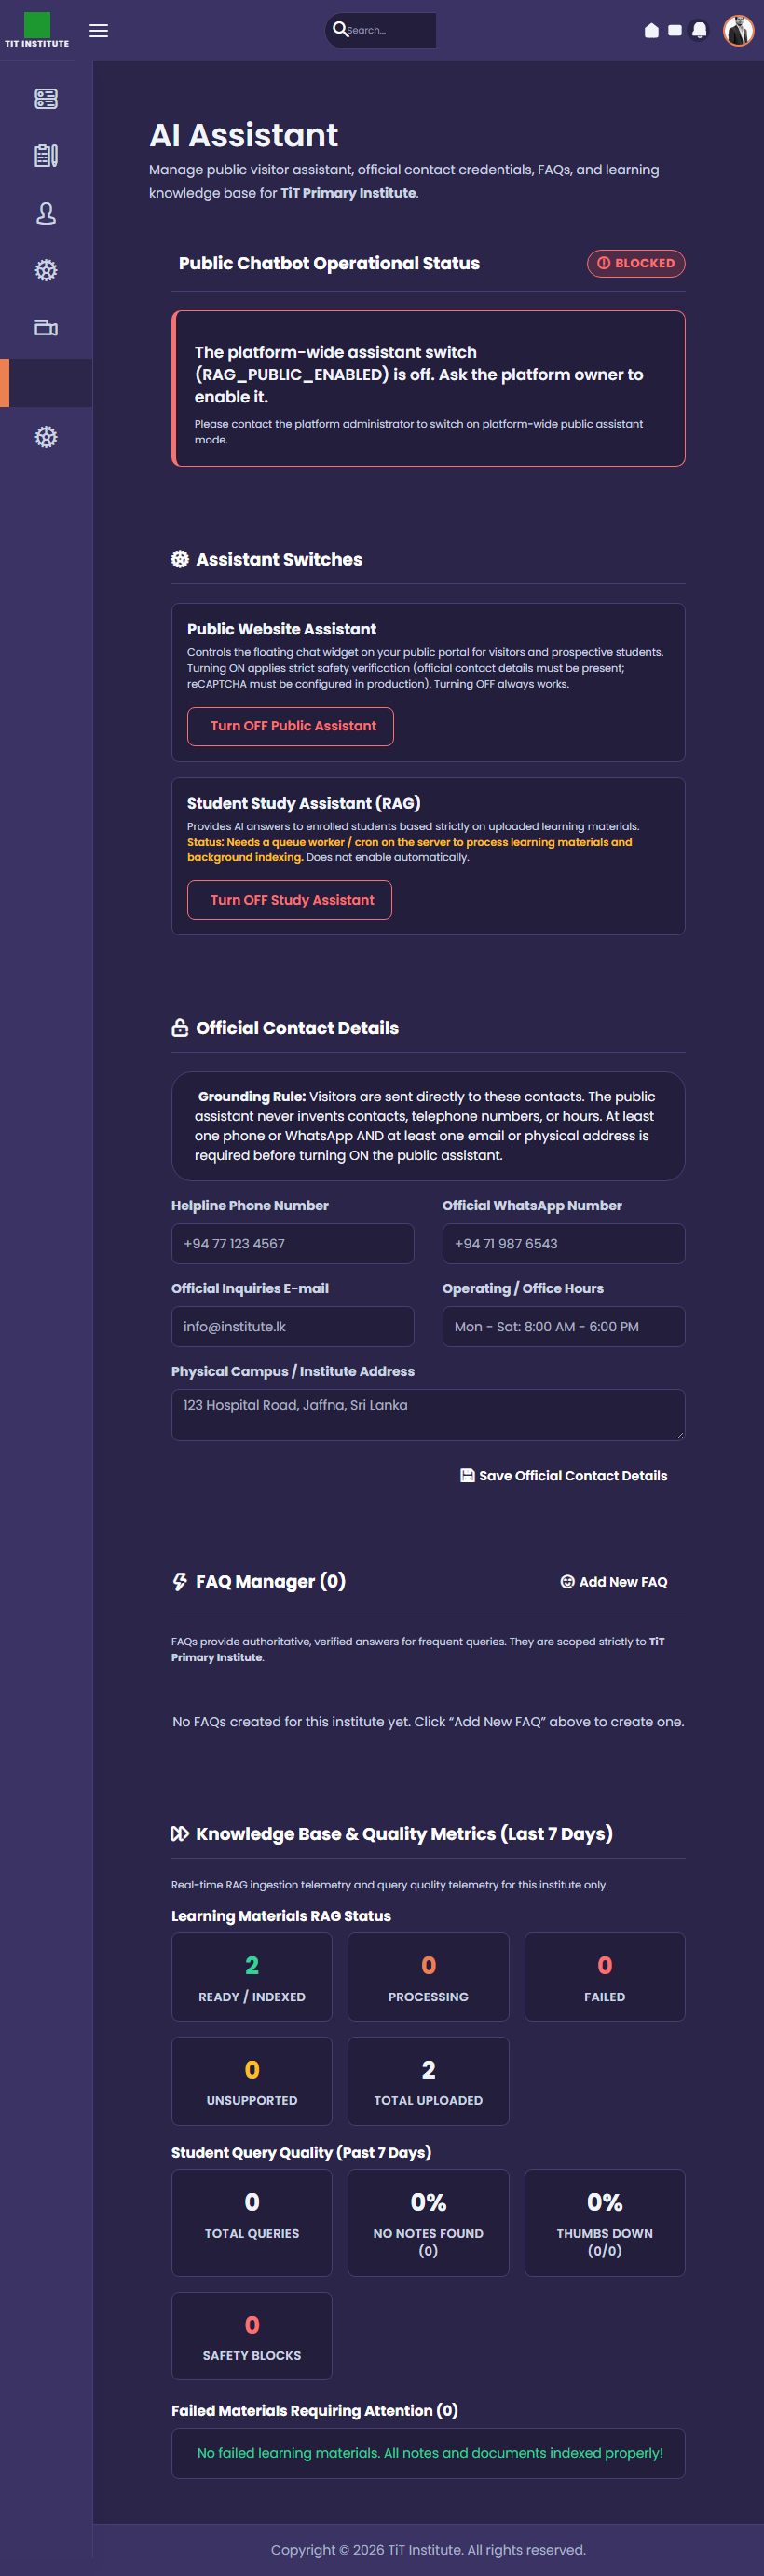 TIT INSTITUTE
Search...
AI Assistant
Manage public visitor assistant, official contact credentials, FAQs, and learning
knowledge base for TiT Primary Institute.
Public Chatbot Operational Status
BLOCKED
The platform-wide assistant switch
(RAG_PUBLIC_ENABLED) is off. Ask the platform owner to
enable it.
Please contact the platform administrator to switch on platform-wide public assistant
mode.
Assistant Switches
Public Website Assistant
Controls the floating chat widget on your public portal for visitors and prospective students.
Turning ON applies strict safety verification (official contact details must be present;
reCAPTCHA must be configured in production). Turning OFF always works.
Turn OFF Public Assistant
Student Study Assistant (RAG)
Provides AI answers to enrolled students based strictly on uploaded learning materials.
Status: Needs a queue worker / cron on the server to process learning materials and
background indexing. Does not enable automatically.
Turn OFF Study Assistant
Official Contact Details
Grounding Rule: Visitors are sent directly to these contacts. The public
assistant never invents contacts, telephone numbers, or hours. At least
one phone or WhatsApp AND at least one email or physical address is
required before turning ON the public assistant.
Helpline Phone Number
Official WhatsApp Number
+94 77 123 4567
+94 71 987 6543
Official Inquiries E-mail
Operating / Office Hours
info@institute.lk
Mon - Sat: 8:00 AM - 6:00 PM
Physical Campus / Institute Address
123 Hospital Road, Jaffna, Sri Lanka
Save Official Contact Details
FAQ Manager (0)
Add New FAQ
FAQs provide authoritative, verified answers for frequent queries. They are scoped strictly to TiT
Primary Institute.
No FAQs created for this institute yet. Click “Add New FAQ” above to create one.
Knowledge Base & Quality Metrics (Last 7 Days)
Real-time RAG ingestion telemetry and query quality telemetry for this institute only.
Learning Materials RAG Status
2
READY / INDEXED
0
PROCESSING
0
FAILED
0
UNSUPPORTED
2
TOTAL UPLOADED
Student Query Quality (Past 7 Days)
0
TOTAL QUERIES
0%
NO NOTES FOUND
(0)
0%
THUMBS DOWN
(0/0)
0
SAFETY BLOCKS
Failed Materials Requiring Attention (0)
No failed learning materials. All notes and documents indexed properly!
Copyright © 2026 TiT Institute. All rights reserved.